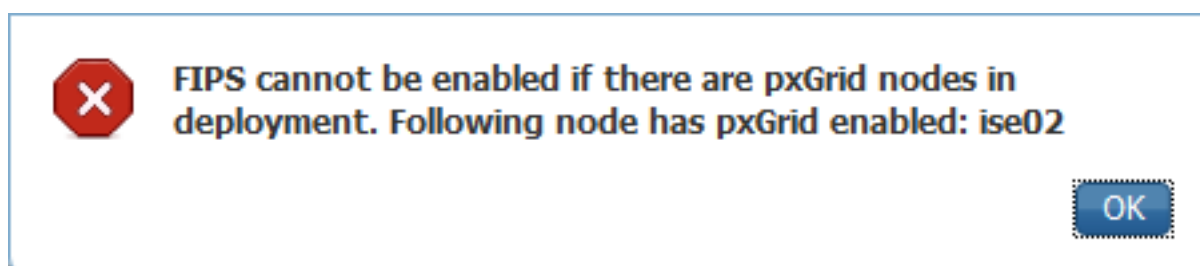 FIPS cannot be enabled if there are pxGrid nodes in
deployment. Following node has pxGrid enabled: ise02
OK